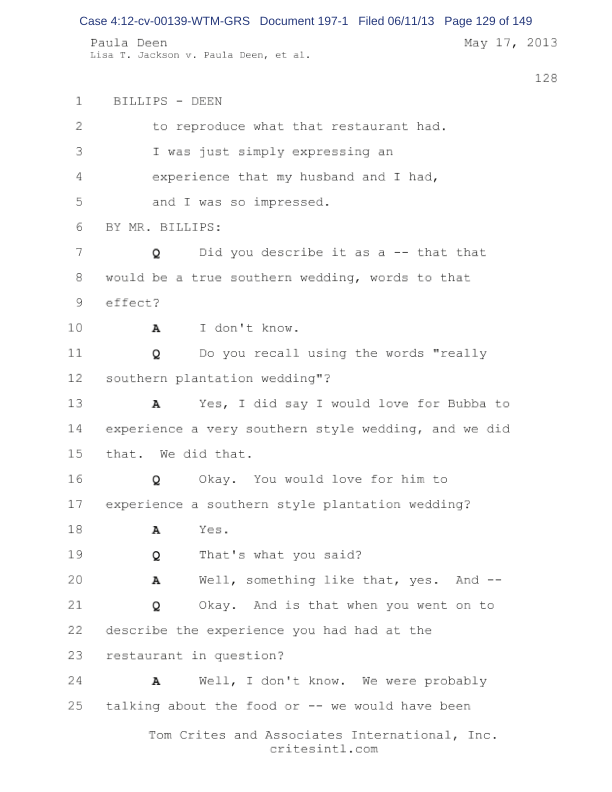 Case 4:12-cv-00139-WTM-GRS Document 197-1 Filed 06/11/13 Page 129 of 149
Paula Deen May 17, 2013
Lisa T. Jackson v. Paula Deen, et al.
128
1 BILLIPS - DEEN
2 to reproduce what that restaurant had.
3 I was just simply expressing an
4 experience that my husband and I had,
5 and I was so impressed.
6 BY MR. BILLIPS:
7 Q Did you describe it as a -- that that
8 would be a true southern wedding, words to that
9 effect?
10 A I don't know.
11 Q Do you recall using the words "really
12 southern plantation wedding"?
13 A Yes, I did say I would love for Bubba to
14 experience a very southern style wedding, and we did
15 that. We did that.
16 Q Okay. You would love for him to
17 experience a southern style plantation wedding?
18 A Yes.
19 Q That's what you said?
20 A Well, something like that, yes. And --
21 Q Okay. And is that when you went on to
22 describe the experience you had had at the
23 restaurant in question?
24 A Well, I don't know. We were probably
25 talking about the food or -- we would have been
Tom Crites and Associates International, Inc.
critesintl.com